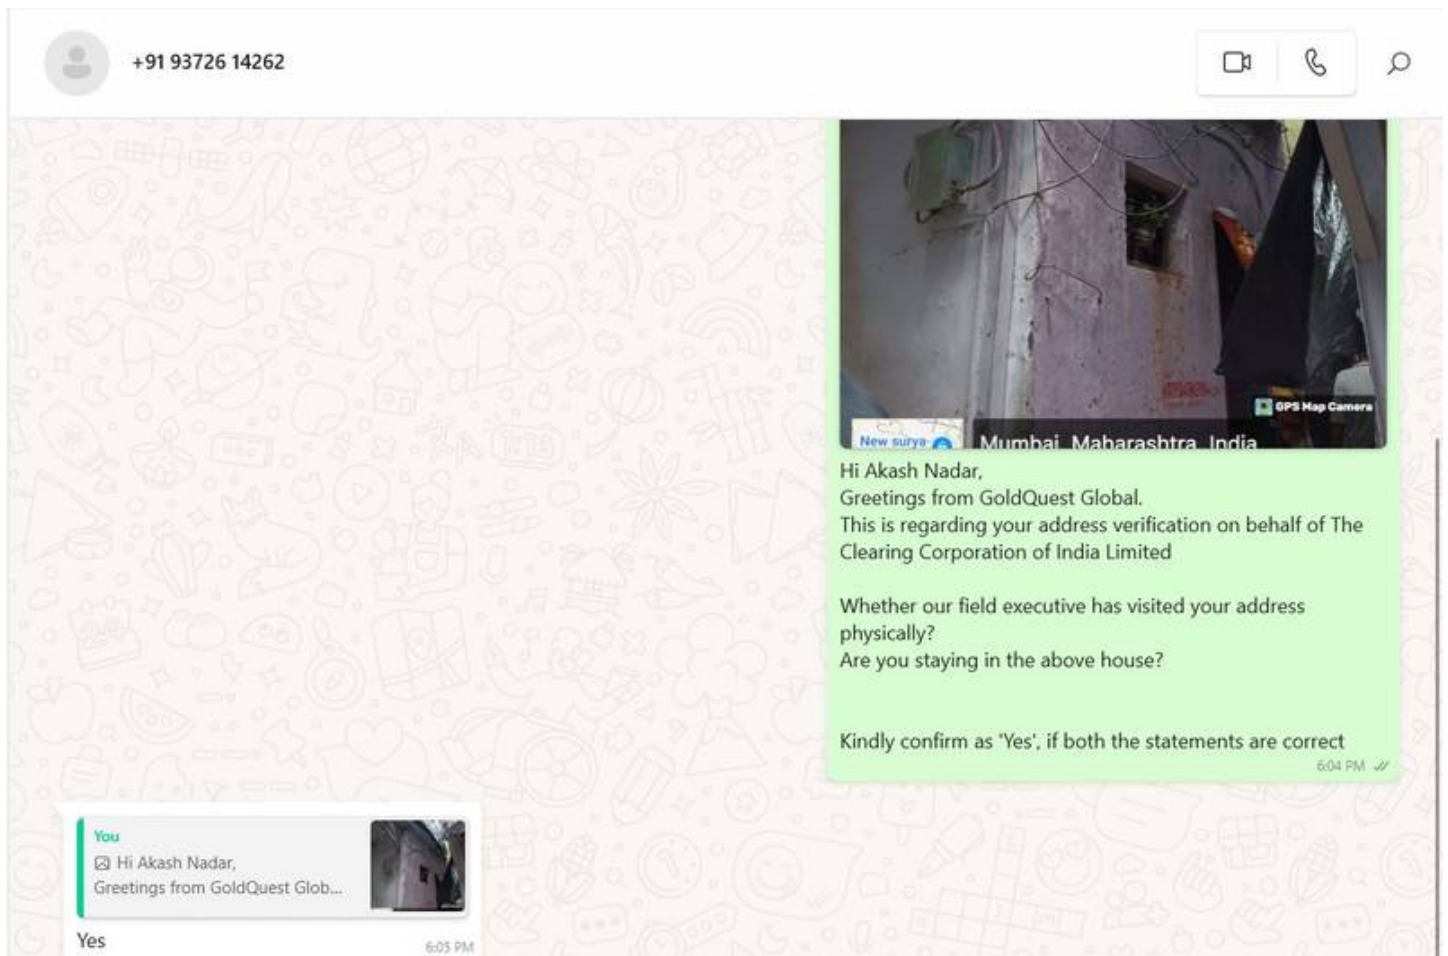 +91 93726 14262
GPS Map Camera
New surya
Mumbai, Maharashtra, India
Hi Akash Nadar,
Greetings from GoldQuest Global.
This is regarding your address verification on behalf of The
Clearing Corporation of India Limited
Whether our field executive has visited your address
physically?
Are you staying in the above house?
Kindly confirm as 'Yes', if both the statements are correct
6:04 PM
You
Hi Akash Nadar,
Greetings from GoldQuest Glob...
Yes
6:05 PM